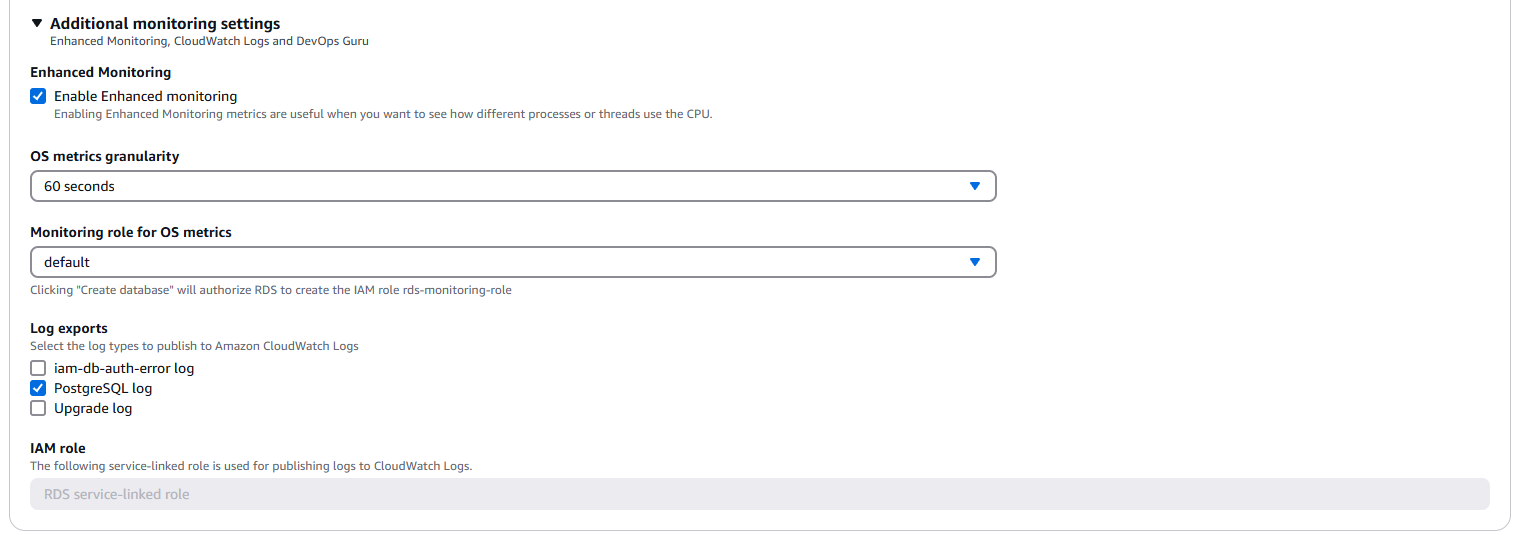 Additional monitoring settings
Enhanced Monitoring, CloudWatch Logs and DevOps Guru
Enhanced Monitoring
Enable Enhanced monitoring
Enabling Enhanced Monitoring metrics are useful when you want to see how different processes or threads use the CPU.
OS metrics granularity
60 seconds
Monitoring role for OS metrics
default
Clicking "Create database" will authorize RDS to create the IAM role rds-monitoring-role
Log exports
Select the log types to publish to Amazon CloudWatch Logs
iam-db-auth-error log
PostgreSQL log
Upgrade log
IAM role
The following service-linked role is used for publishing logs to CloudWatch Logs.
RDS service-linked role